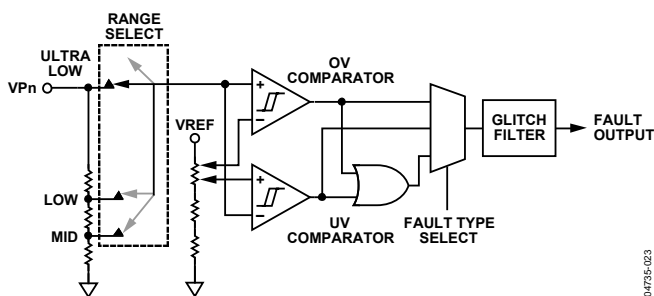 RANGE
SELECT
ULTRA
LOW
VPn
LOW
MID
VREF
+
–
OV
COMPARATOR
+
–
UV
COMPARATOR
FAULT TYPE
SELECT
GLITCH
FILTER
FAULT
OUTPUT
04735-023